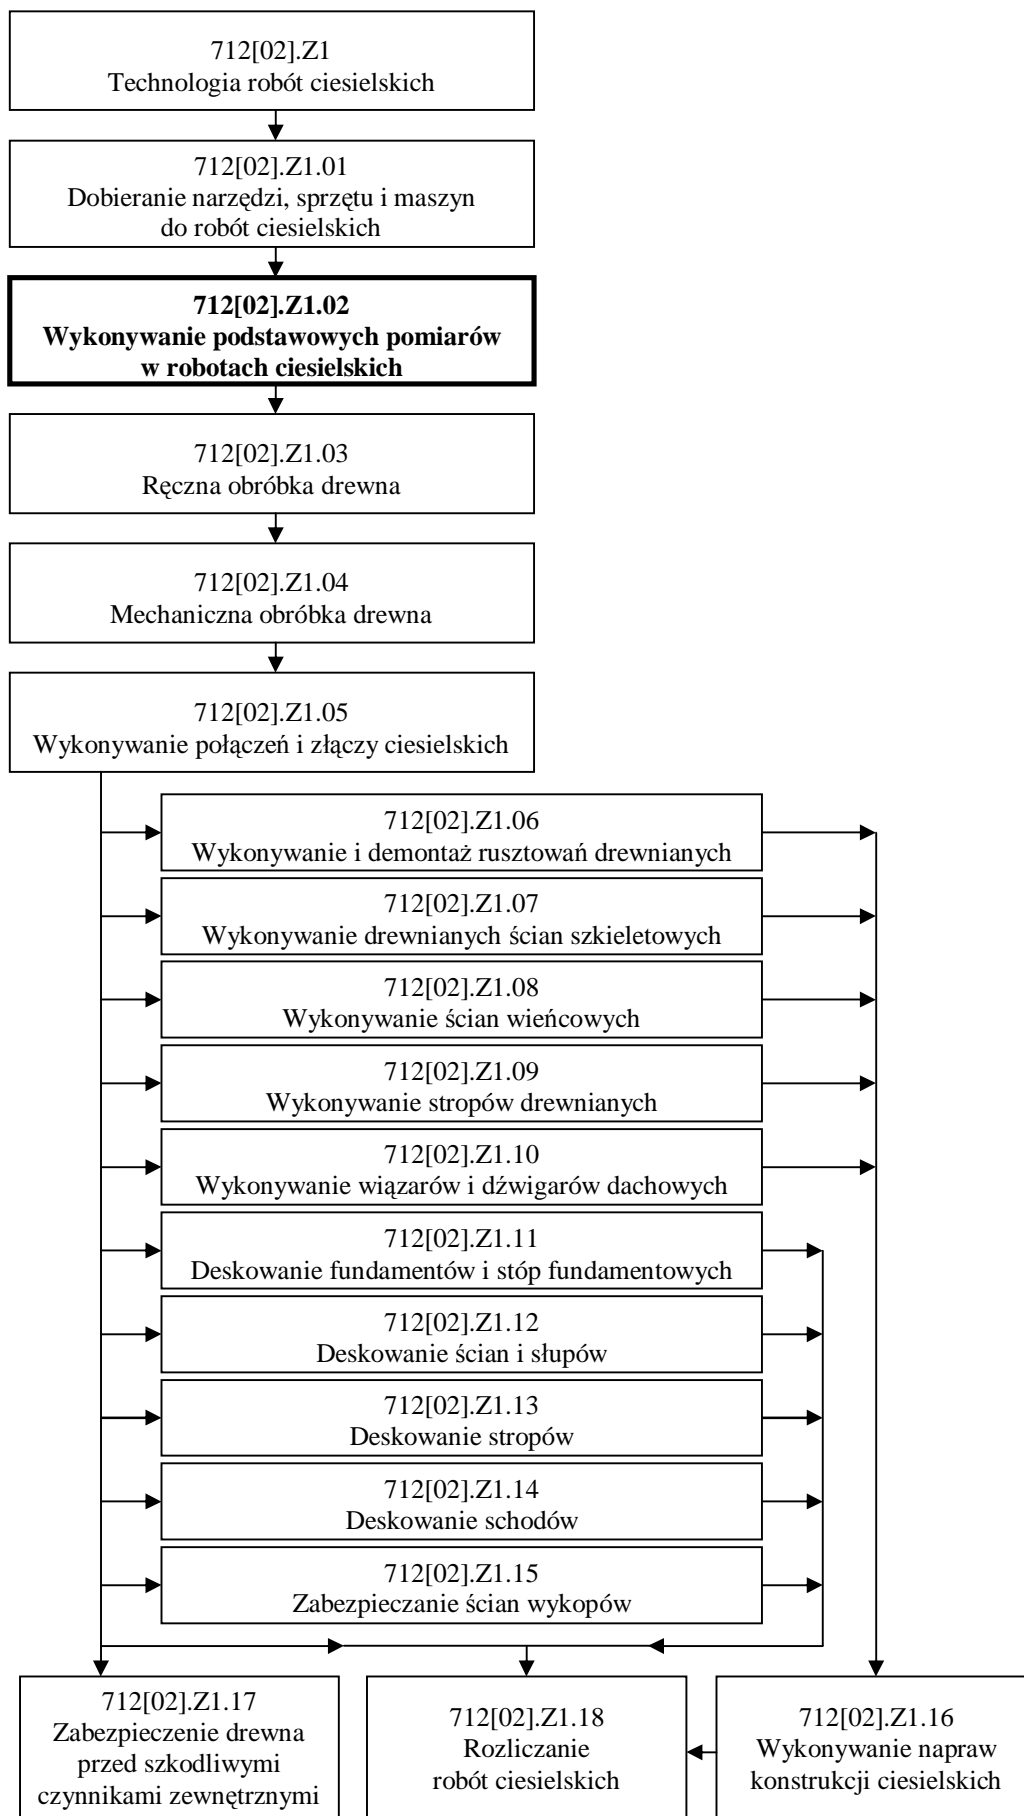 712[02].Z1
Technologia robót ciesielskich
712[02].Z1.01
Dobieranie narzędzi, sprzętu i maszyn
do robót ciesielskich
712[02].Z1.02
Wykonywanie podstawowych pomiarów
w robotach ciesielskich
712[02].Z1.03
Ręczna obróbka drewna
712[02].Z1.04
Mechaniczna obróbka drewna
712[02].Z1.05
Wykonywanie połączeń i złączy ciesielskich
712[02].Z1.06
Wykonywanie i demontaż rusztowań drewnianych
712[02].Z1.07
Wykonywanie drewnianych ścian szkieletowych
712[02].Z1.08
Wykonywanie ścian wieńcowych
712[02].Z1.09
Wykonywanie stropów drewnianych
712[02].Z1.10
Wykonywanie wiązarów i dźwigarów dachowych
712[02].Z1.11
Deskowanie fundamentów i stóp fundamentowych
712[02].Z1.12
Deskowanie ścian i słupów
712[02].Z1.13
Deskowanie stropów
712[02].Z1.14
Deskowanie schodów
712[02].Z1.15
Zabezpieczanie ścian wykopów
712[02].Z1.17
Zabezpieczenie drewna
przed szkodliwymi
czynnikami zewnętrznymi
712[02].Z1.18
Rozliczanie
robót ciesielskich
712[02].Z1.16
Wykonywanie napraw
konstrukcji ciesielskich